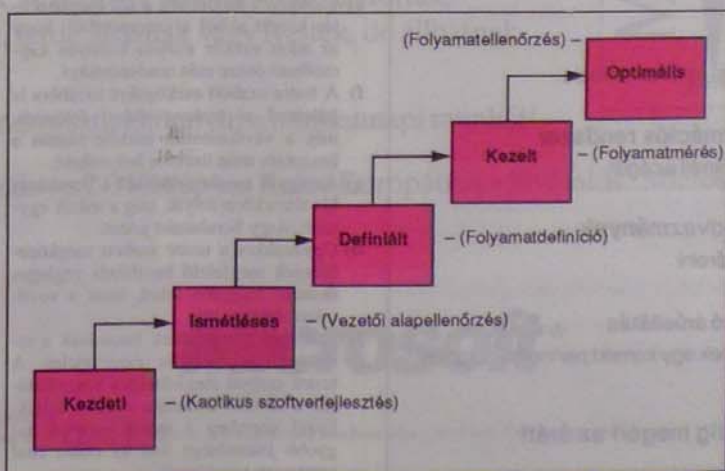 (Folyamatellenőrzés) –
Optimális
Kezelt
– (Folyamatmérés)
Definiált
– (Folyamatdefiníció)
Ismétléses
– (Vezetői alapellenőrzés)
Kezdeti
– (Kaotikus szoftverfejlesztés)